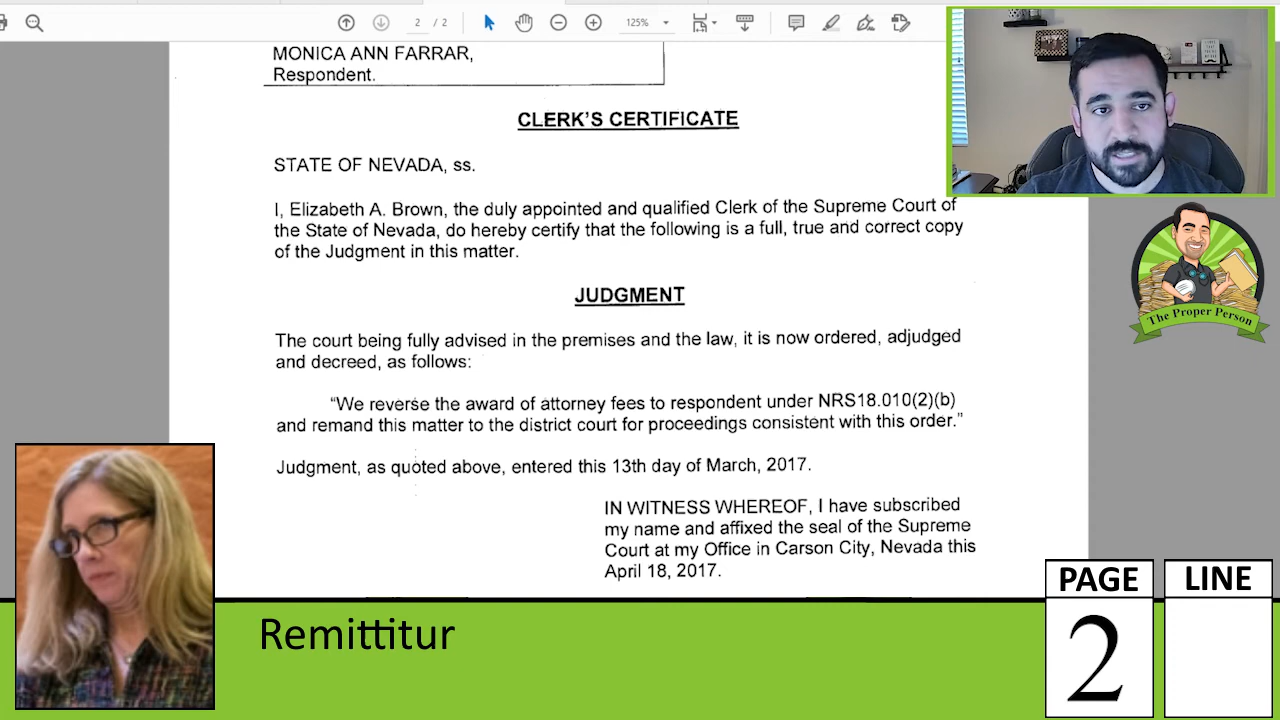 2 / 2
125%
MONICA ANN FARRAR,
Respondent.
CLERK'S CERTIFICATE
STATE OF NEVADA, ss.
I, Elizabeth A. Brown, the duly appointed and qualified Clerk of the Supreme Court of
the State of Nevada, do hereby certify that the following is a full, true and correct copy
of the Judgment in this matter.
JUDGMENT
The court being fully advised in the premises and the law, it is now ordered, adjudged
and decreed, as follows:
"We reverse the award of attorney fees to respondent under NRS18.010(2)(b)
and remand this matter to the district court for proceedings consistent with this order."
Judgment, as quoted above, entered this 13th day of March, 2017.
IN WITNESS WHEREOF, I have subscribed
my name and affixed the seal of the Supreme
Court at my Office in Carson City, Nevada this
April 18, 2017.
The Proper Person
Remittitur
PAGE
2
LINE